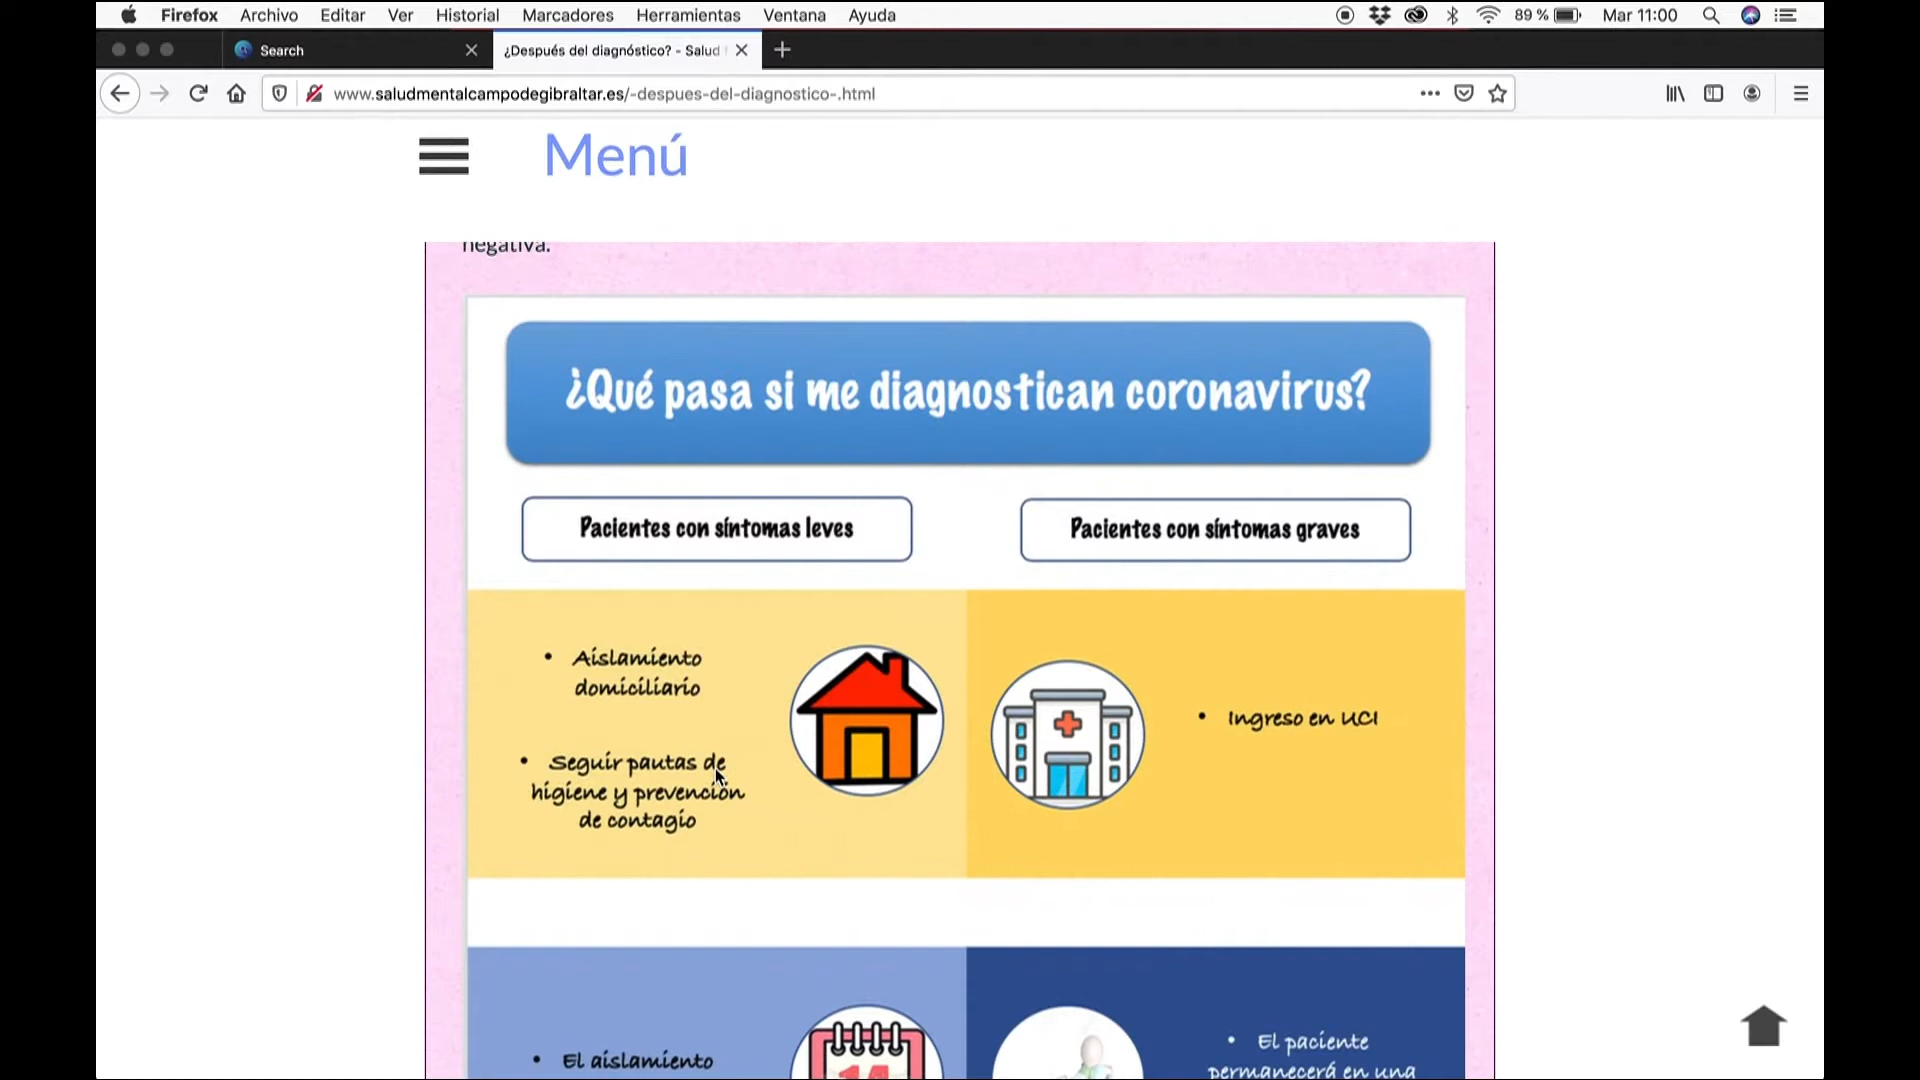 Firefox Archivo Editar Ver Historial Marcadores Herramientas Ventana Ayuda 89 % Mar 11:00
Search ¿Después del diagnóstico? - Salud
www.saludmentalcampodegibraltar.es/-despues-del-diagnostico-.html
Menú
negativa.
¿Qué pasa si me diagnostican coronavirus?
Pacientes con síntomas leves
Pacientes con síntomas graves
• Aislamiento
domiciliario
• Seguir pautas de
higiene y prevención
de contagio
• Ingreso en UCI
• El aislamiento
14
• El paciente
permanecerá en una